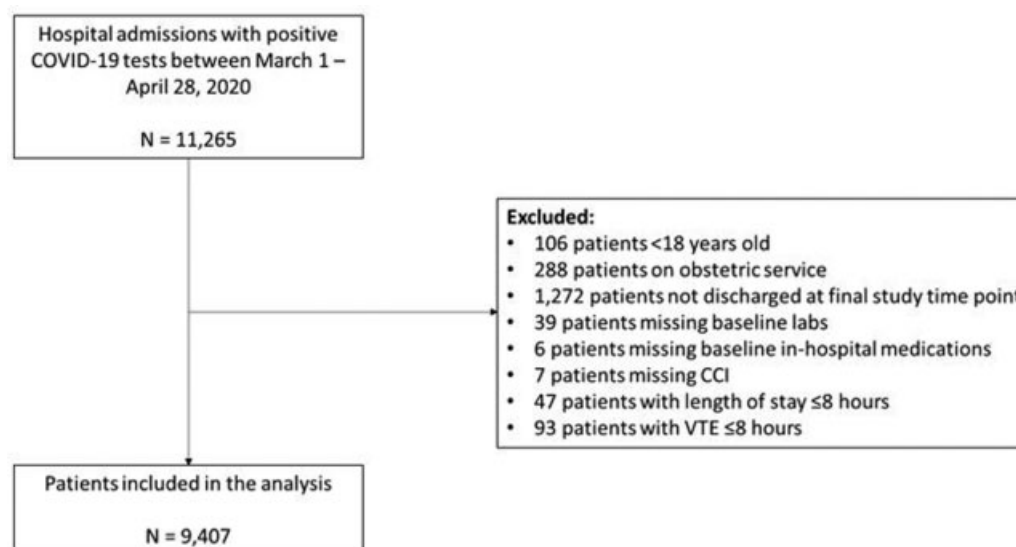 Hospital admissions with positive
COVID-19 tests between March 1 –
April 28, 2020
N = 11,265
Excluded:
• 106 patients <18 years old
• 288 patients on obstetric service
• 1,272 patients not discharged at final study time point
• 39 patients missing baseline labs
• 6 patients missing baseline in-hospital medications
• 7 patients missing CCI
• 47 patients with length of stay ≤8 hours
• 93 patients with VTE ≤8 hours
Patients included in the analysis
N = 9,407